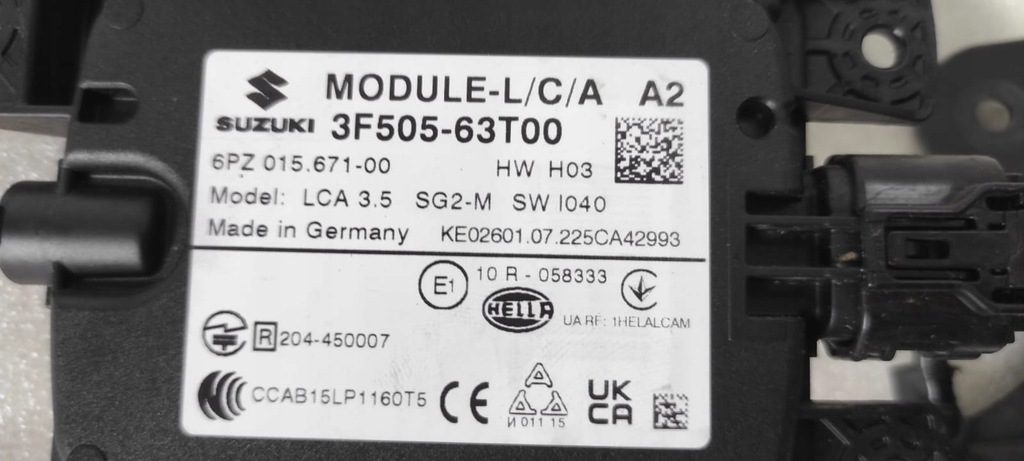 MODULE-L/C/A A2
SUZUKI 3F505-63T00
6PZ 015.671-00 HW H03
Model: LCA 3.5 SG2-M SW I040
Made in Germany KE02601.07.225CA42993
E1 10 R - 058333
HELLA
UA RF: 1HELALCAM
R 204-450007
CCAB15LP1160T5 CE UK
CA
И 011 15